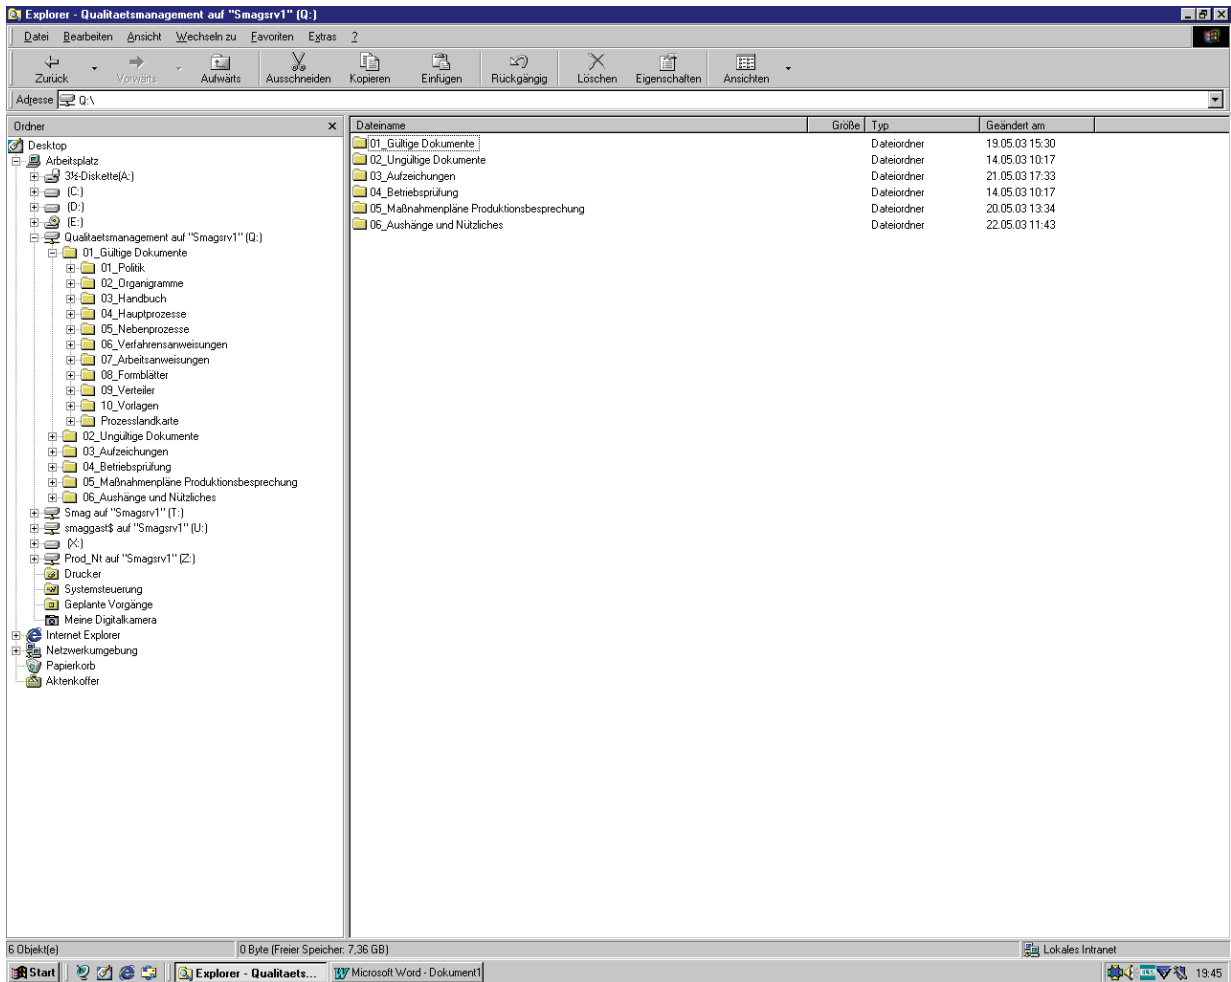 Explorer - Qualitaetsmanagement auf "Smagsrv1" (Q:)
Datei Bearbeiten Ansicht Wechseln zu Favoriten Extras ?
Zurück Vorwärts Aufwärts Ausschneiden Kopieren Einfügen Rückgängig Löschen Eigenschaften Ansichten
Adresse Q:\
Ordner
Desktop
Arbeitsplatz
3½-Diskette(A:)
(C:)
(D:)
(E:)
Qualitaetsmanagement auf "Smagsrv1" (Q:)
01_Gültige Dokumente
01_Politik
02_Organigramme
03_Handbuch
04_Hauptprozesse
05_Nebenprozesse
06_Verfahrensanweisungen
07_Arbeitsanweisungen
08_Formblätter
09_Verteiler
10_Vorlagen
Prozesslandkarte
02_Ungültige Dokumente
03_Aufzeichungen
04_Betriebsprüfung
05_Maßnahmenpläne Produktionsbesprechung
06_Aushänge und Nützliches
Smag auf "Smagsrv1" (T:)
smaggast$ auf "Smagsrv1" (U:)
(X:)
Prod_Nt auf "Smagsrv1" (Z:)
Drucker
Systemsteuerung
Geplante Vorgänge
Meine Digitalkamera
Internet Explorer
Netzwerkumgebung
Papierkorb
Aktenkoffer
Dateiname Größe Typ Geändert am
01_Gültige Dokumente Dateiordner 19.05.03 15:30
02_Ungültige Dokumente Dateiordner 14.05.03 10:17
03_Aufzeichungen Dateiordner 21.05.03 17:33
04_Betriebsprüfung Dateiordner 14.05.03 10:17
05_Maßnahmenpläne Produktionsbesprechung Dateiordner 20.05.03 13:34
06_Aushänge und Nützliches Dateiordner 22.05.03 11:43
6 Objekt(e) 0 Byte (Freier Speicher: 7,36 GB) Lokales Intranet
Start Explorer - Qualitaets... Microsoft Word - Dokument1 19:45